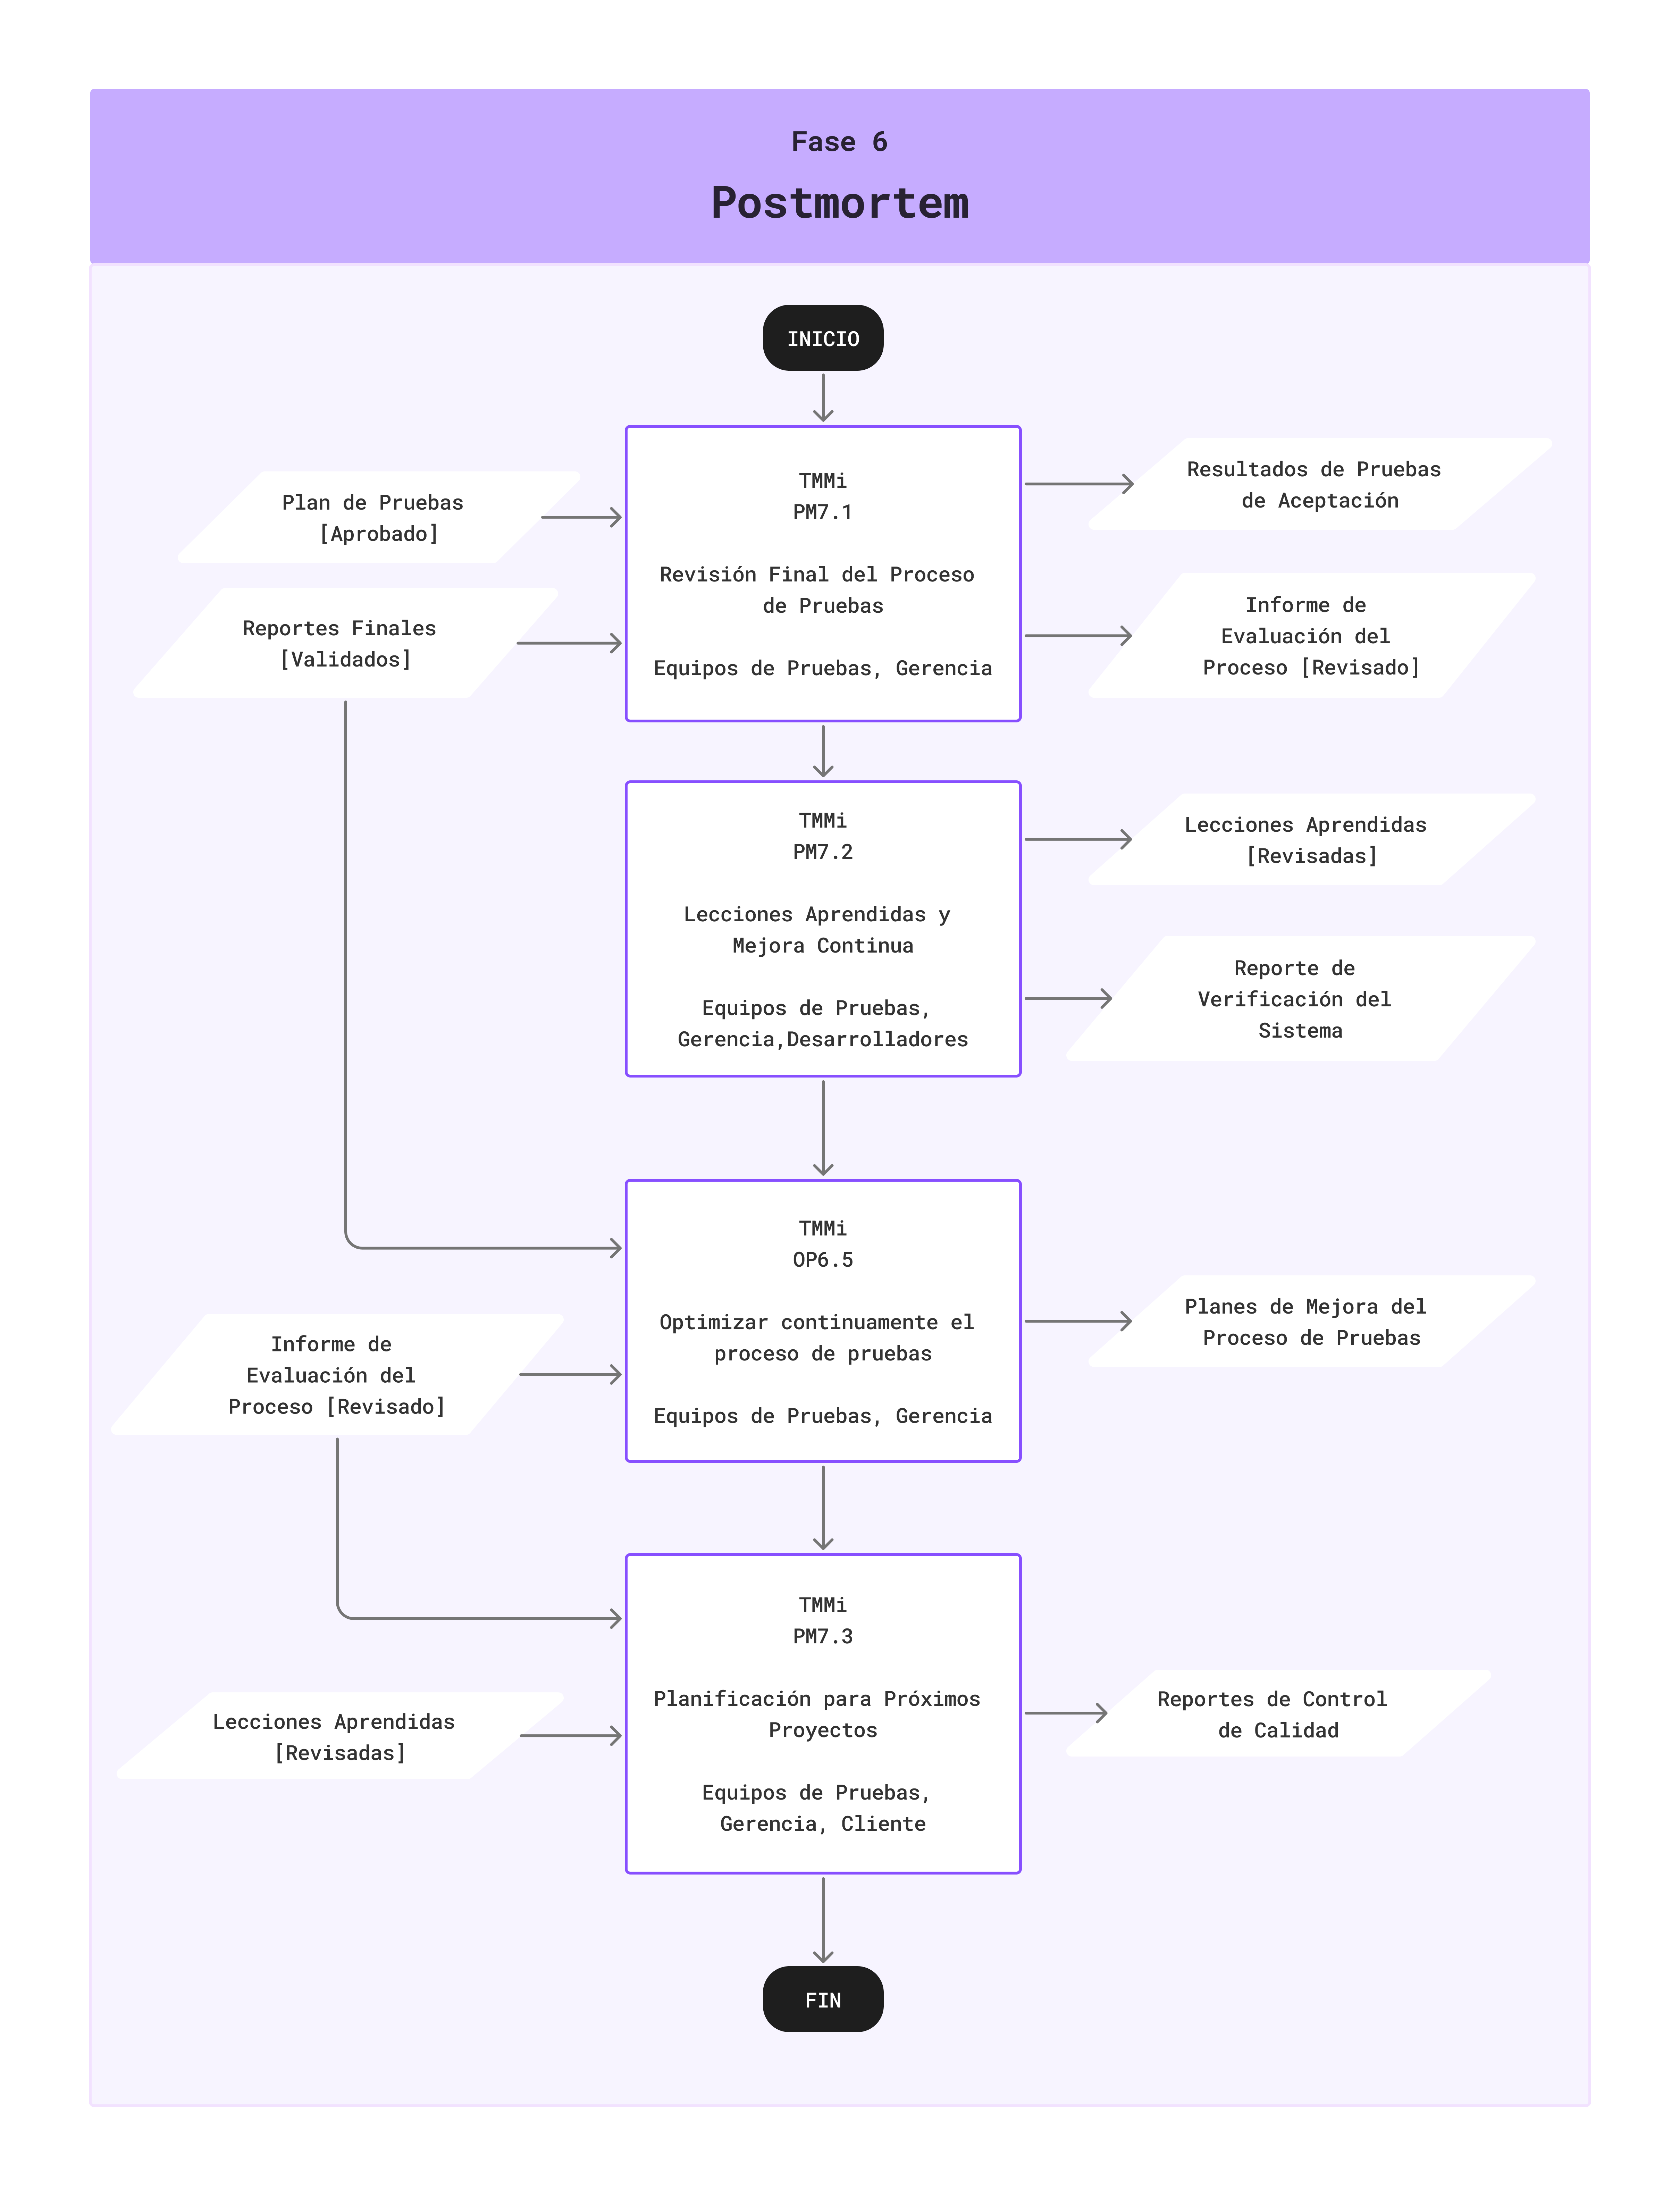 Fase 6
Postmortem
INICIO
TMMi
PM7.1
Revisión Final del Proceso
de Pruebas
Equipos de Pruebas, Gerencia
Plan de Pruebas
[Aprobado]
Reportes Finales
[Validados]
Resultados de Pruebas
de Aceptación
Informe de
Evaluación del
Proceso [Revisado]
TMMi
PM7.2
Lecciones Aprendidas y
Mejora Continua
Equipos de Pruebas,
Gerencia,Desarrolladores
Lecciones Aprendidas
[Revisadas]
Reporte de
Verificación del
Sistema
TMMi
OP6.5
Optimizar continuamente el
proceso de pruebas
Equipos de Pruebas, Gerencia
Informe de
Evaluación del
Proceso [Revisado]
Planes de Mejora del
Proceso de Pruebas
TMMi
PM7.3
Planificación para Próximos
Proyectos
Equipos de Pruebas,
Gerencia, Cliente
Lecciones Aprendidas
[Revisadas]
Reportes de Control
de Calidad
FIN